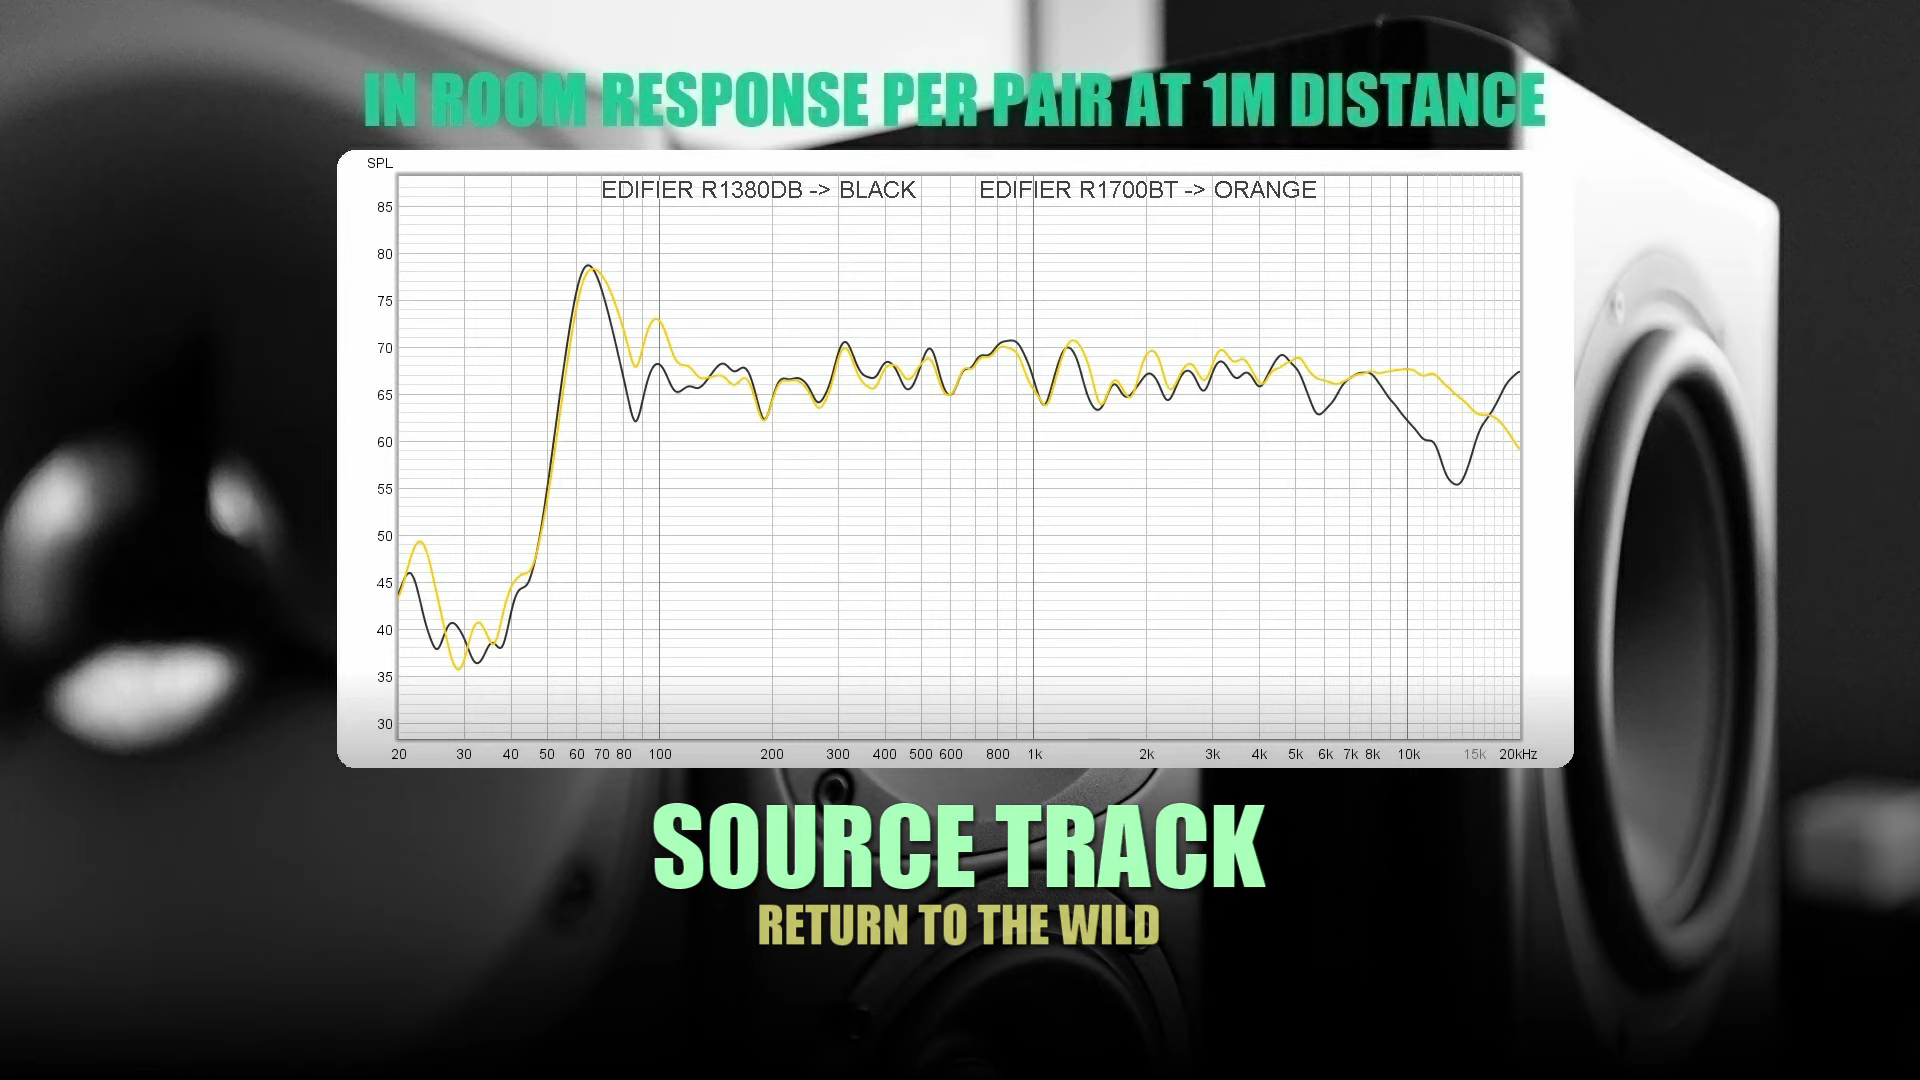 IN ROOM RESPONSE PER PAIR AT 1M DISTANCE
SPL
EDIFIER R1380DB -> BLACK EDIFIER R1700BT -> ORANGE
85
80
75
70
65
60
55
50
45
40
35
30
20 30 40 50 60 70 80 100 200 300 400 500 600 800 1k 2k 3k 4k 5k 6k 7k 8k 10k 15k 20kHz
SOURCE TRACK
RETURN TO THE WILD